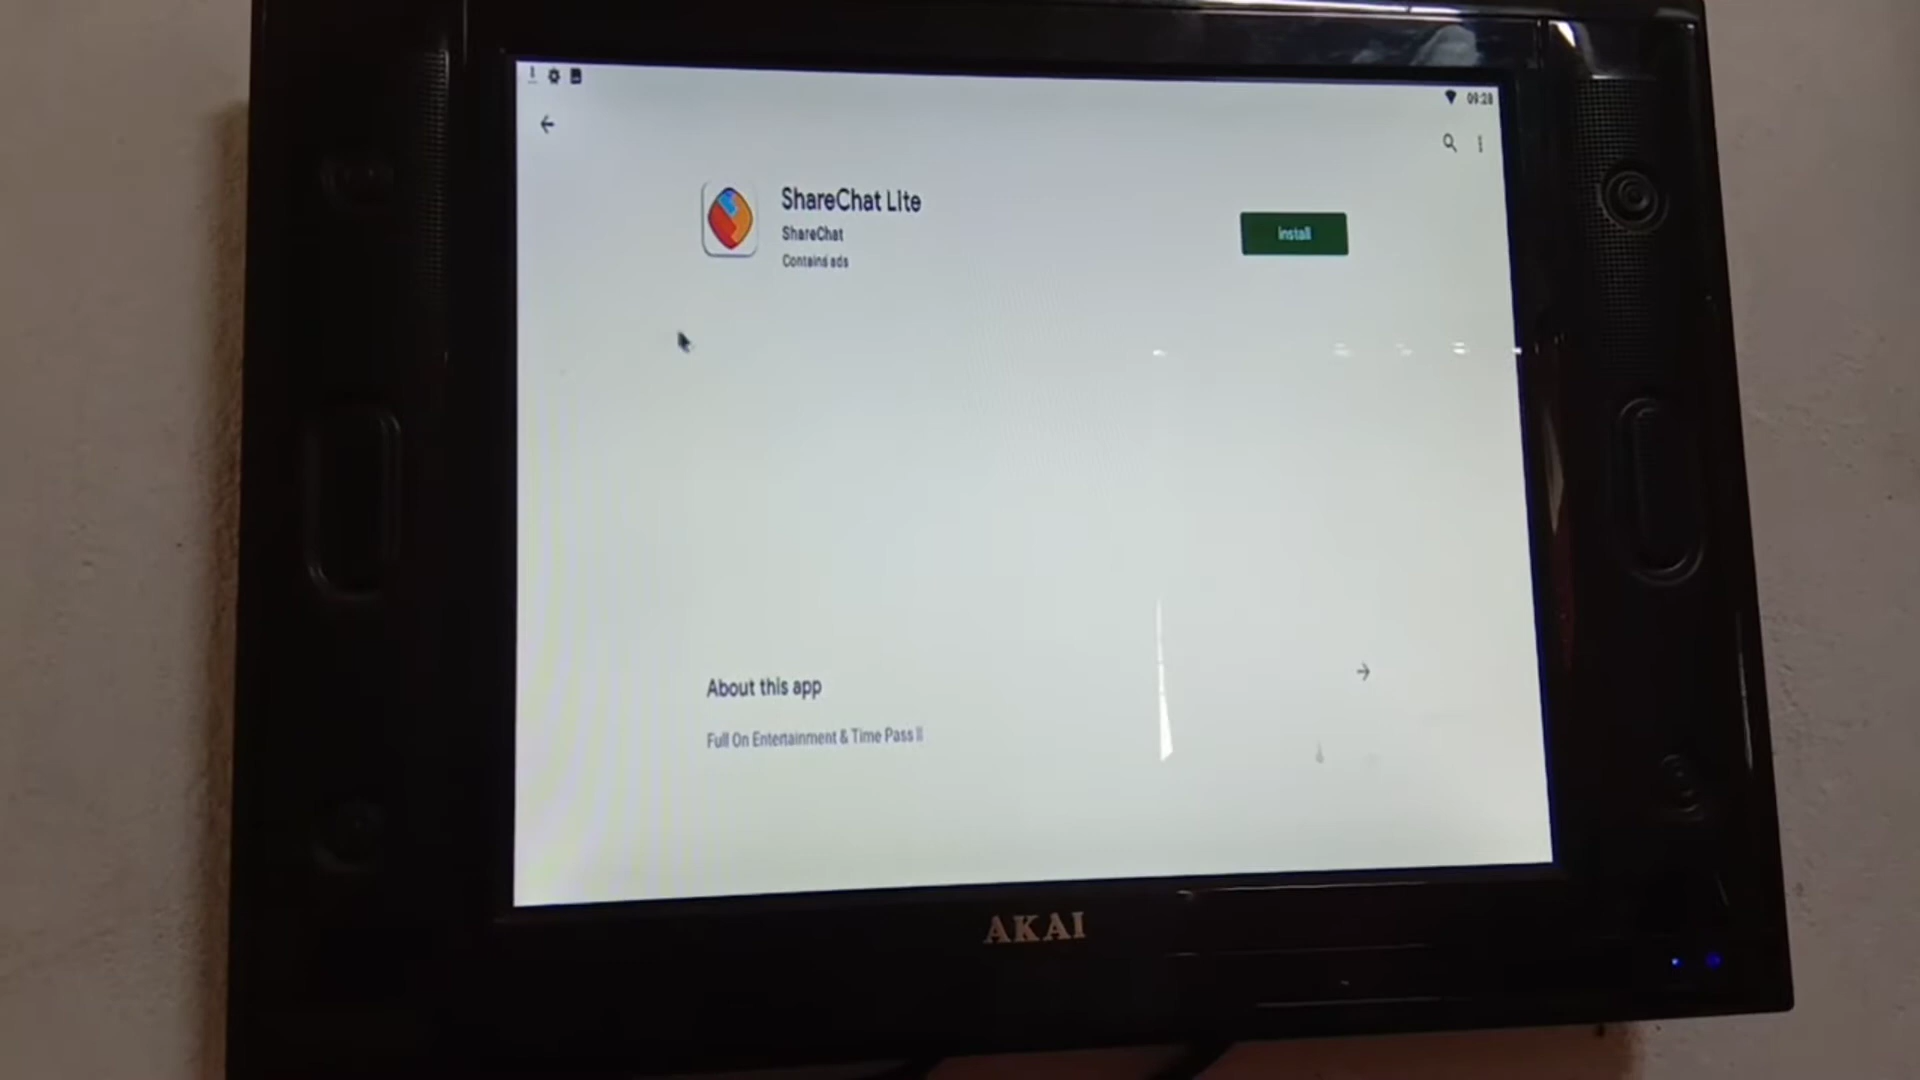 09:28
ShareChat Lite
ShareChat
Contains ads
Install
About this app
Full On Entertainment & Time Pass !!
AKAI